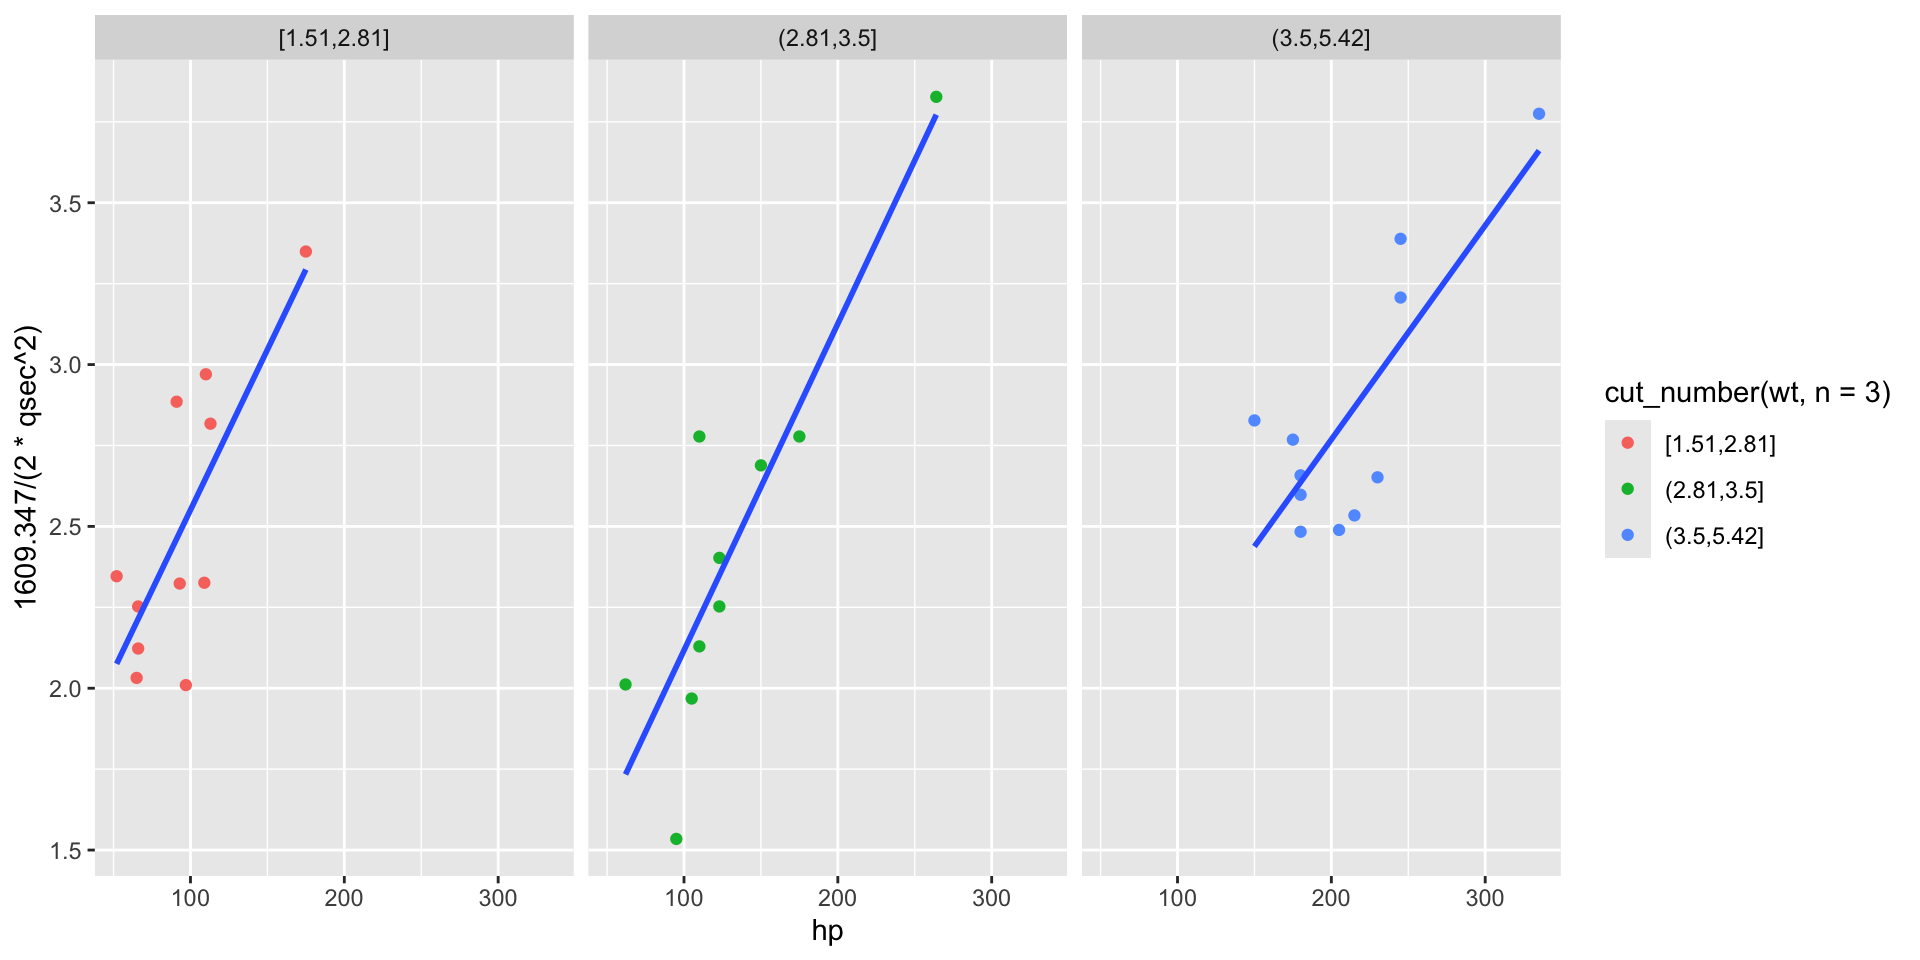 [1.51,2.81]
(2.81,3.5]
(3.5,5.42]
1609.347/(2 * qsec^2)
3.5
3.0
2.5
2.0
1.5
100 200 300
100 200 300
100 200 300
hp
cut_number(wt, n = 3)
[1.51,2.81]
(2.81,3.5]
(3.5,5.42]